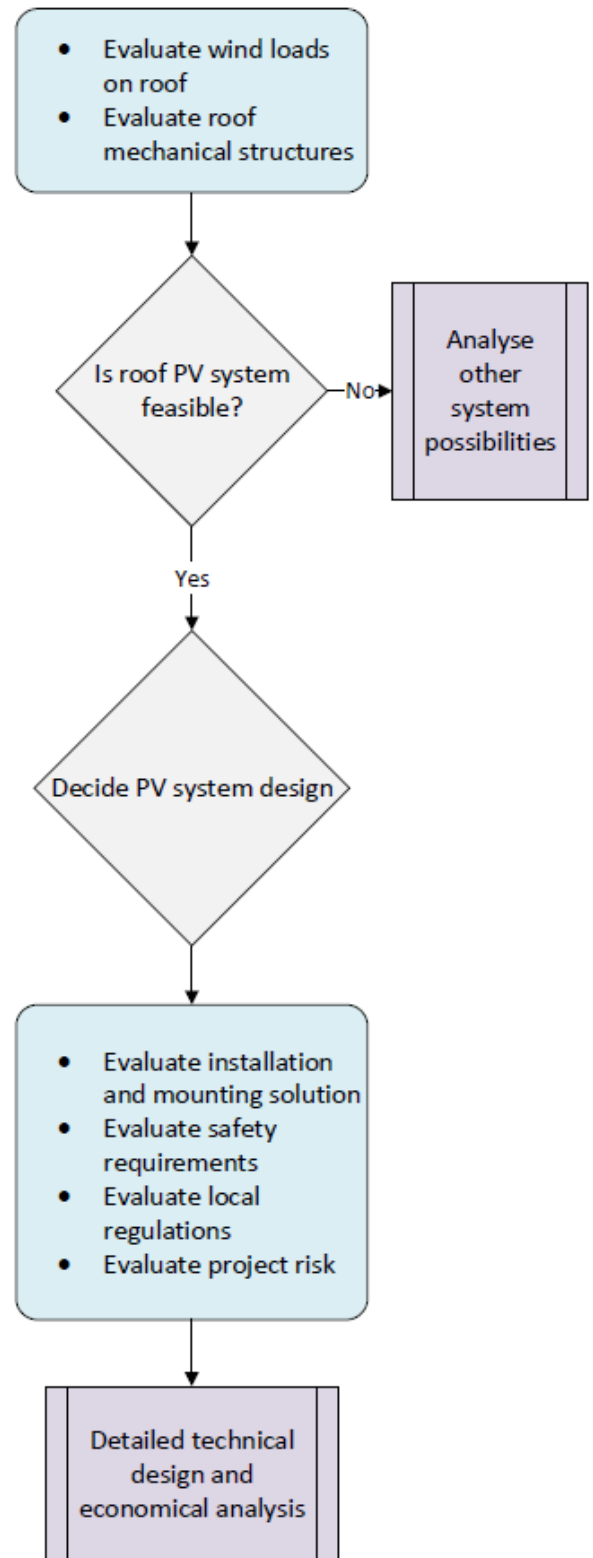 • Evaluate wind loads
on roof
• Evaluate roof
mechanical structures
Is roof PV system
feasible?
No
Analyse
other
system
possibilities
Yes
Decide PV system design
• Evaluate installation
and mounting solution
• Evaluate safety
requirements
• Evaluate local
regulations
• Evaluate project risk
Detailed technical
design and
economical analysis